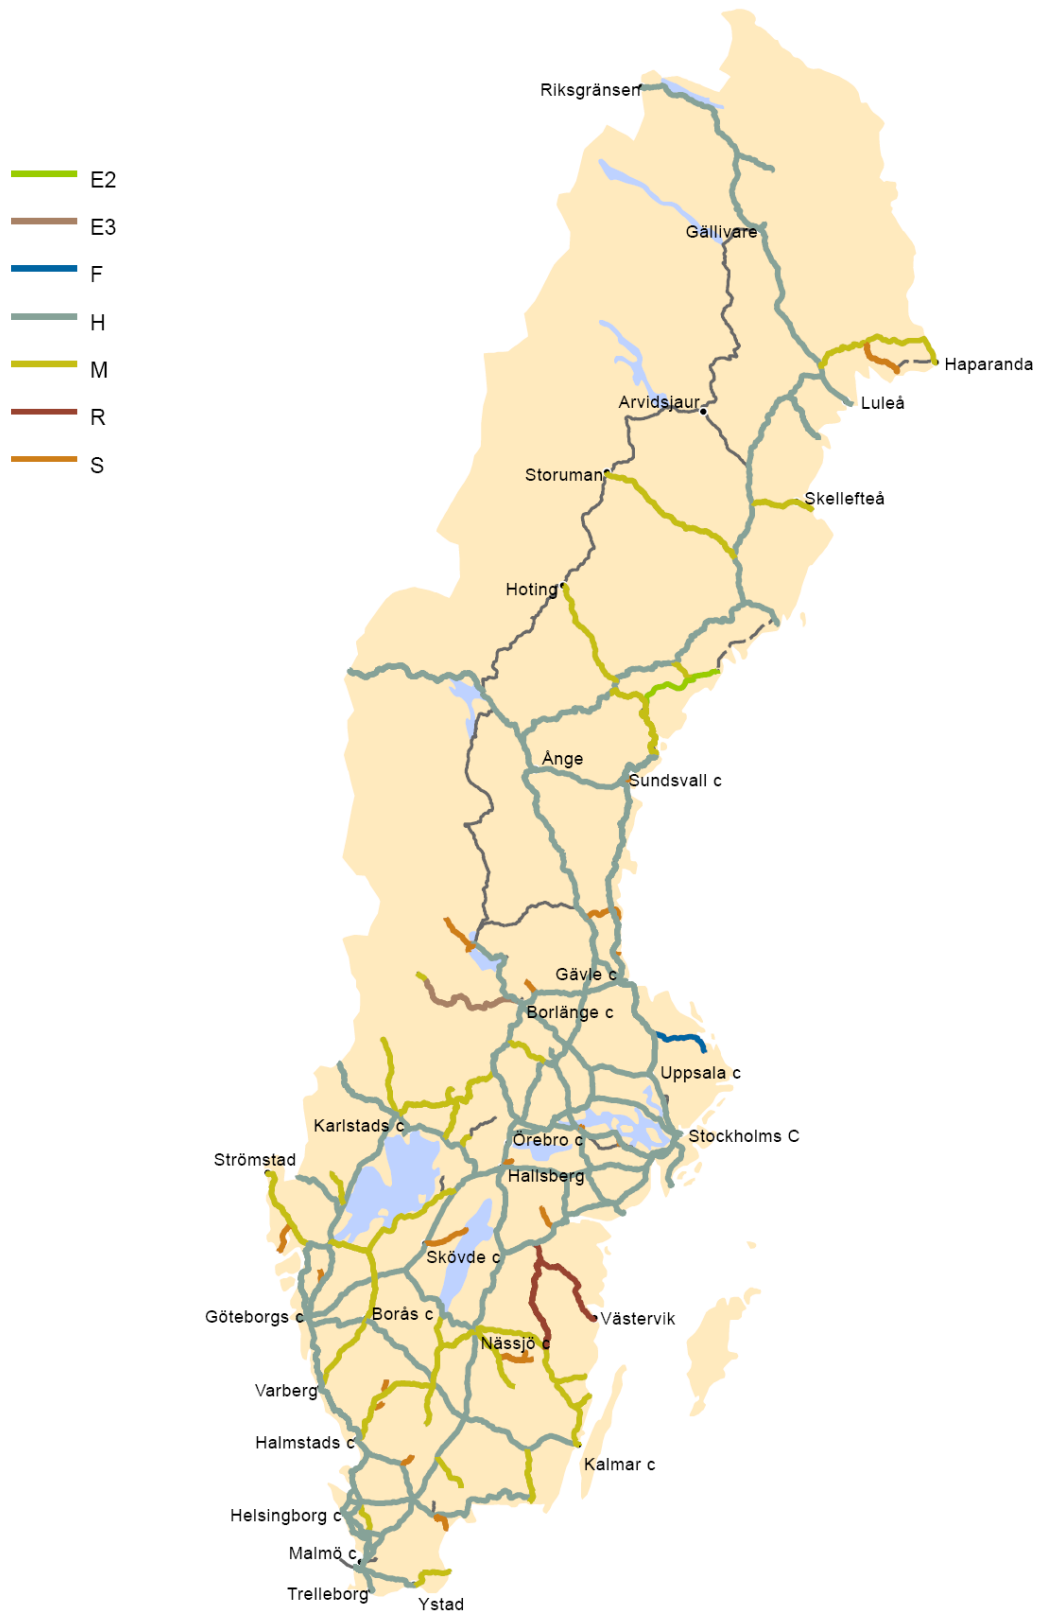 Riksgränsen
E2
E3
Gällivare
F
H
M
Haparanda
Arvidsjaur
Luleå
R
S
Storuman
Skellefteå
Hoting
Ånge
Sundsvall c
Gävle c
Borlänge c
Uppsala c
Karlstads c
Örebro c
Stockholms C
Strömstad
Hallsberg
Skövde c
Göteborgs c
Borås c
Västervik
Nässjö c
Varberg
Halmstads c
Kalmar c
Helsingborg c
Malmö c
Trelleborg
Ystad